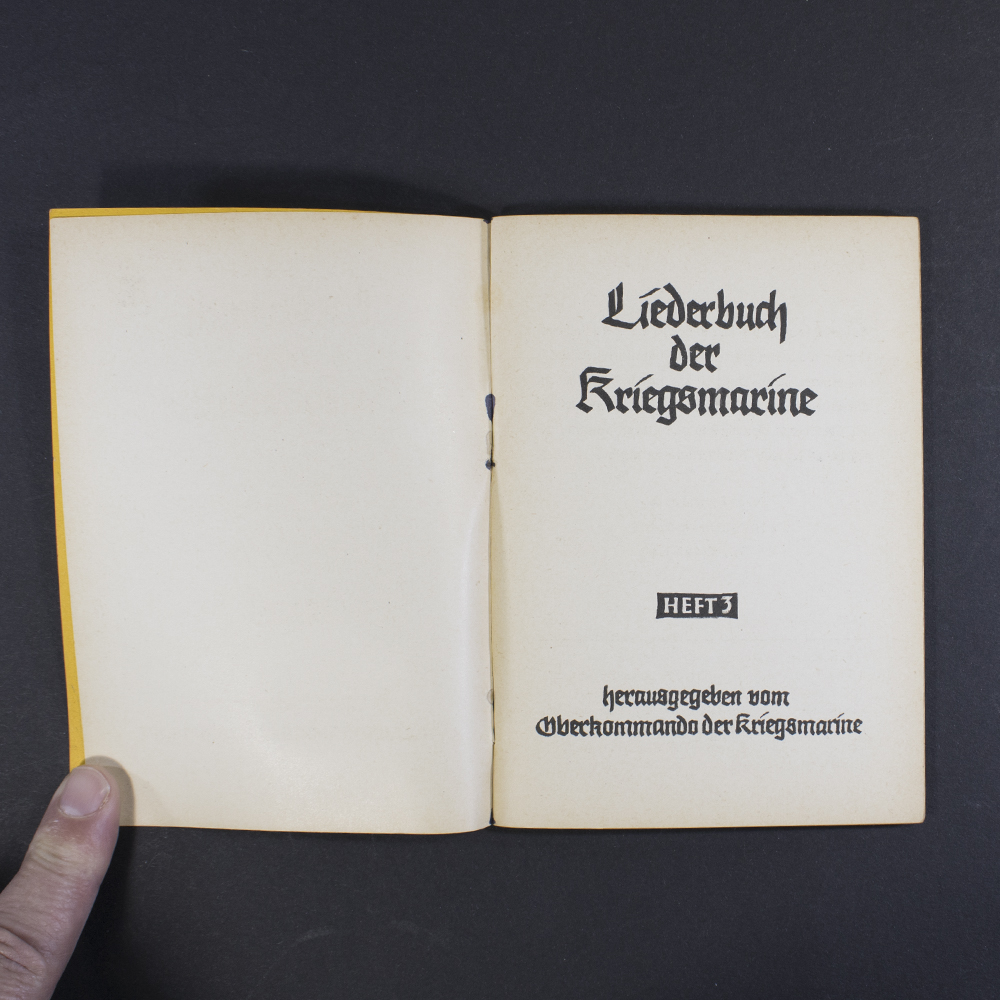 Liederbuch
der
Kriegsmarine
HEFT 3
herausgegeben vom
Oberkommando der Kriegsmarine